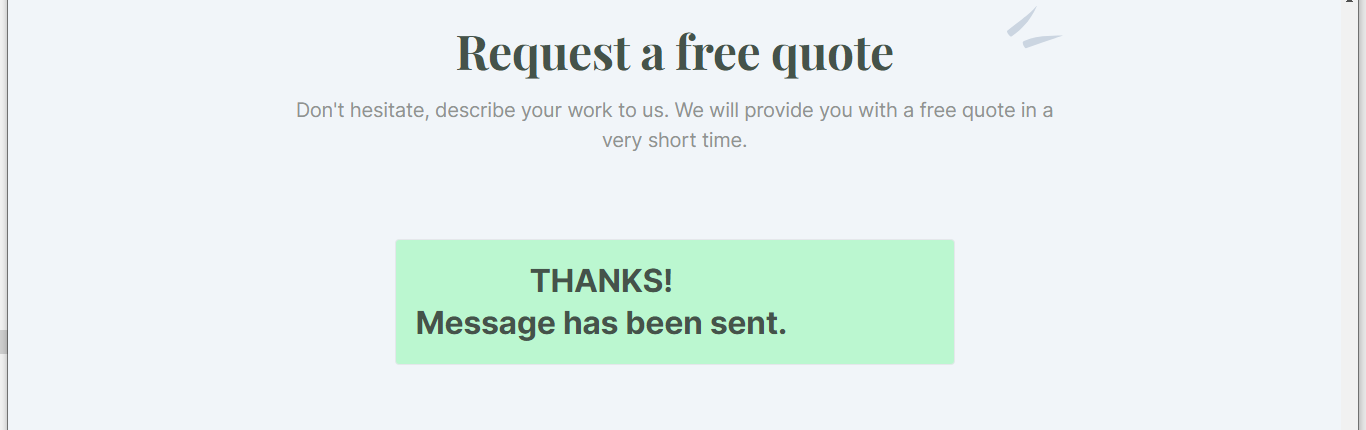 Request a free quote
Don't hesitate, describe your work to us. We will provide you with a free quote in a
very short time.
THANKS!
Message has been sent.